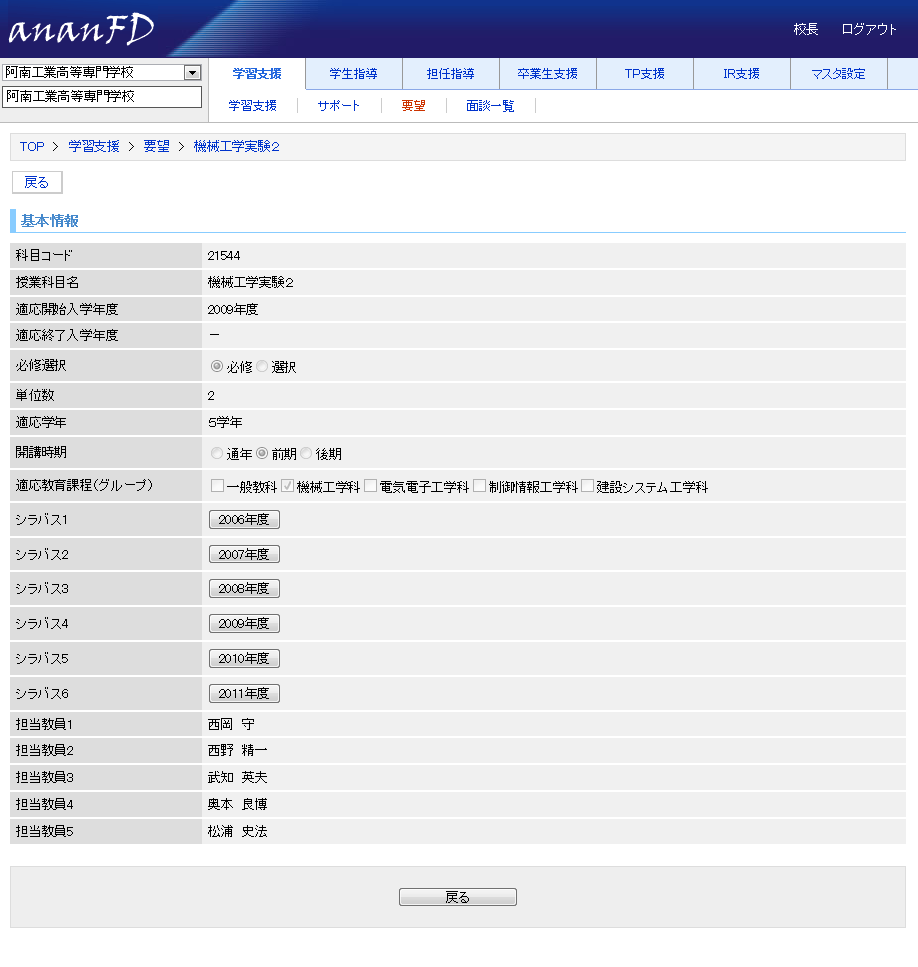 ananFD
校長 ログアウト
阿南工業高等専門学校
阿南工業高等専門学校
学習支援 学生指導 担任指導 卒業生支援 TP支援 IR支援 マスタ設定
学習支援 サポート 要望 面談一覧
TOP > 学習支援 > 要望 > 機械工学実験2
戻る
基本情報
科目コード 21544
授業科目名 機械工学実験2
適応開始入学年度 2009年度
適応終了入学年度 －
必修選択 必修 選択
単位数 2
適応学年 5学年
開講時期 通年 前期 後期
適応教育課程(グループ) 一般教科 機械工学科 電気電子工学科 制御情報工学科 建設システム工学科
シラバス1 2006年度
シラバス2 2007年度
シラバス3 2008年度
シラバス4 2009年度
シラバス5 2010年度
シラバス6 2011年度
担当教員1 西岡 守
担当教員2 西野 精一
担当教員3 武知 英夫
担当教員4 奥本 良博
担当教員5 松浦 史法
戻る